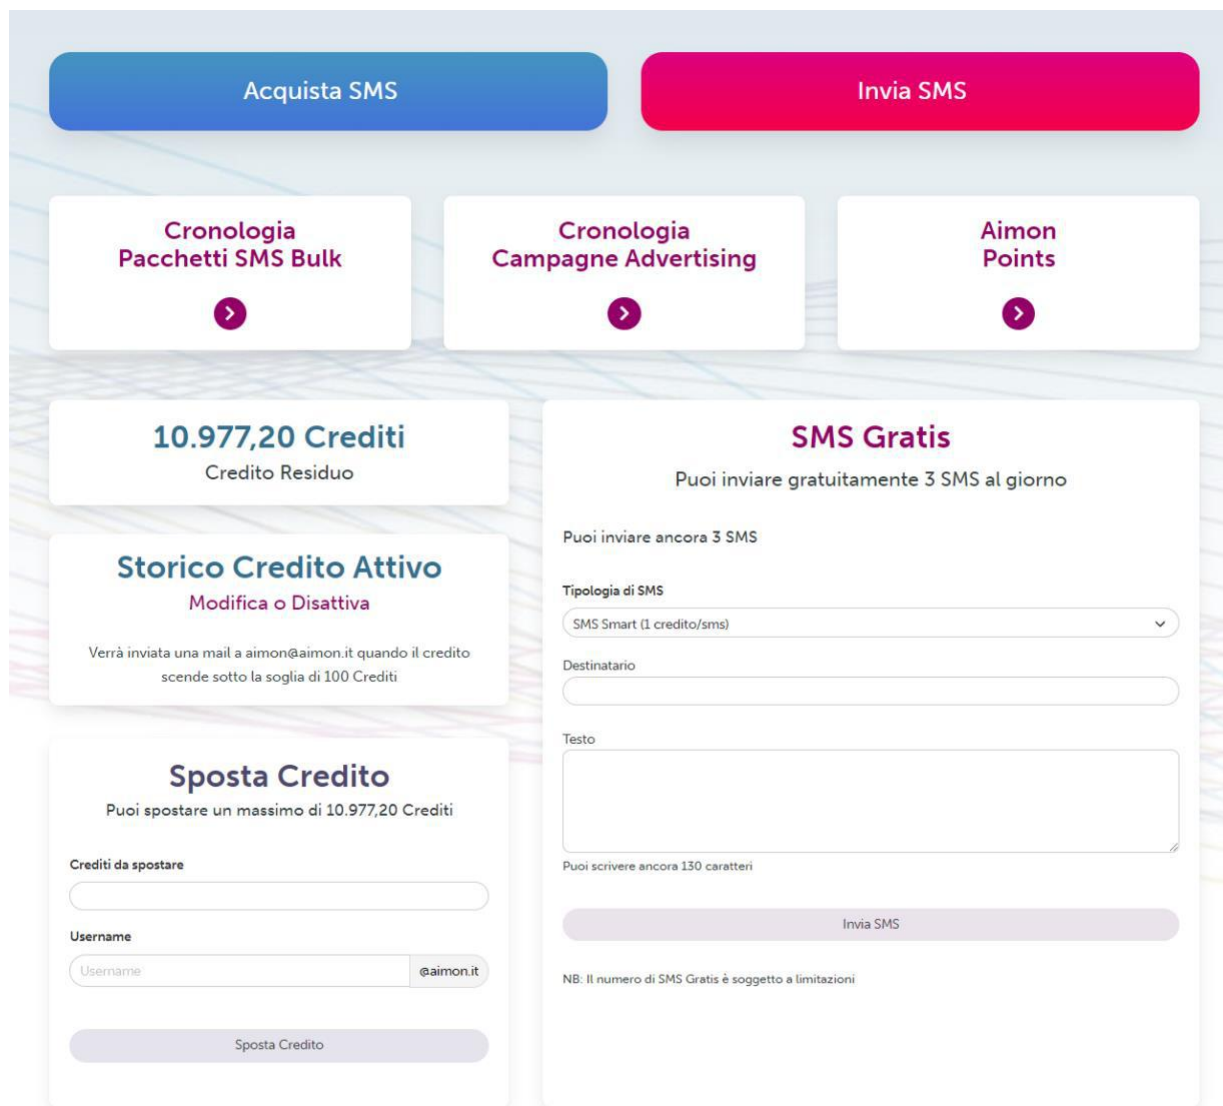 Acquista SMS
Invia SMS
Cronologia
Pacchetti SMS Bulk
Cronologia
Campagne Advertising
Aimon
Points
10.977,20 Crediti
Credito Residuo
Storico Credito Attivo
Modifica o Disattiva
Verrà inviata una mail a aimon@aimon.it quando il credito
scende sotto la soglia di 100 Crediti
Sposta Credito
Puoi spostare un massimo di 10.977,20 Crediti
Crediti da spostare
Username
Username
@aimon.it
Sposta Credito
SMS Gratis
Puoi inviare gratuitamente 3 SMS al giorno
Puoi inviare ancora 3 SMS
Tipologia di SMS
SMS Smart (1 credito/sms)
Destinatario
Testo
Puoi scrivere ancora 130 caratteri
Invia SMS
NB: Il numero di SMS Gratis è soggetto a limitazioni